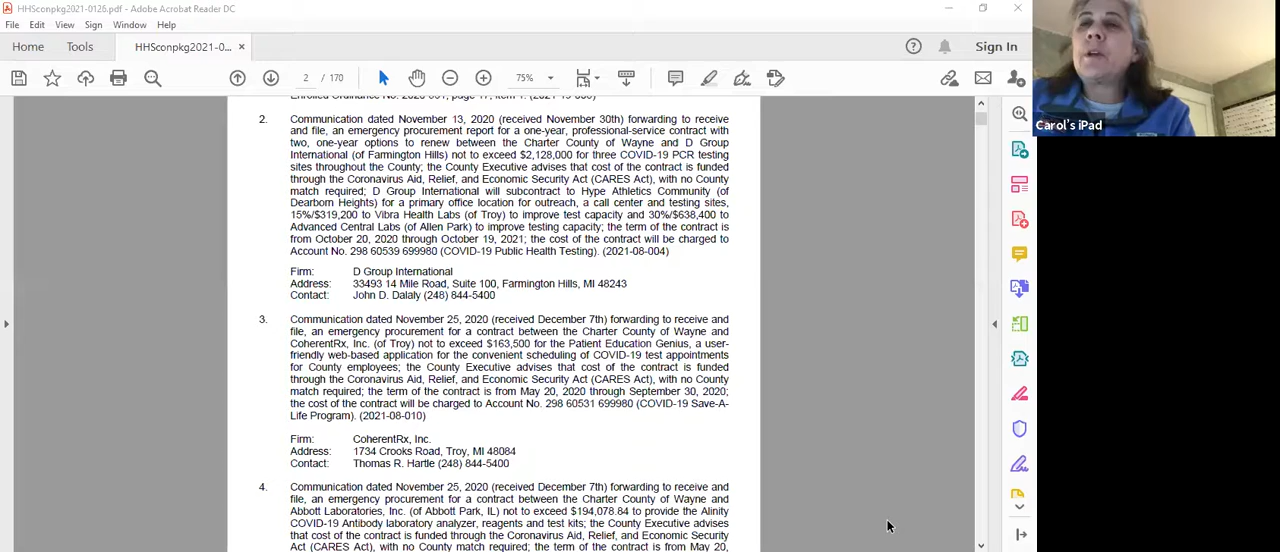 HHSconpkg2021-0126.pdf - Adobe Acrobat Reader DC
File Edit View Sign Window Help
Home Tools HHSconpkg2021-0... × Sign In
2 / 170 75%
2. Communication dated November 13, 2020 (received November 30th) forwarding to receive
and file, an emergency procurement report for a one-year, professional-service contract with
two, one-year options to renew between the Charter County of Wayne and D Group
International (of Farmington Hills) not to exceed $2,128,000 for three COVID-19 PCR testing
sites throughout the County; the County Executive advises that cost of the contract is funded
through the Coronavirus Aid, Relief, and Economic Security Act (CARES Act), with no County
match required; D Group International will subcontract to Hype Athletics Community (of
Dearborn Heights) for a primary office location for outreach, a call center and testing sites,
15%/$319,200 to Vibra Health Labs (of Troy) to improve test capacity and 30%/$638,400 to
Advanced Central Labs (of Allen Park) to improve testing capacity; the term of the contract is
from October 20, 2020 through October 19, 2021; the cost of the contract will be charged to
Account No. 298 60539 699980 (COVID-19 Public Health Testing). (2021-08-004)
Firm: D Group International
Address: 33493 14 Mile Road, Suite 100, Farmington Hills, MI 48243
Contact: John D. Dalaly (248) 844-5400
3. Communication dated November 25, 2020 (received December 7th) forwarding to receive and
file, an emergency procurement for a contract between the Charter County of Wayne and
CoherentRx, Inc. (of Troy) not to exceed $163,500 for the Patient Education Genius, a user-
friendly web-based application for the convenient scheduling of COVID-19 test appointments
for County employees; the County Executive advises that cost of the contract is funded
through the Coronavirus Aid, Relief, and Economic Security Act (CARES Act), with no County
match required; the term of the contract is from May 20, 2020 through September 30, 2020;
the cost of the contract will be charged to Account No. 298 60531 699980 (COVID-19 Save-A-
Life Program). (2021-08-010)
Firm: CoherentRx, Inc.
Address: 1734 Crooks Road, Troy, MI 48084
Contact: Thomas R. Hartle (248) 844-5400
4. Communication dated November 25, 2020 (received December 7th) forwarding to receive and
file, an emergency procurement for a contract between the Charter County of Wayne and
Abbott Laboratories, Inc. (of Abbott Park, IL) not to exceed $194,078.84 to provide the Alinity
COVID-19 Antibody laboratory analyzer, reagents and test kits; the County Executive advises
that cost of the contract is funded through the Coronavirus Aid, Relief, and Economic Security
Act (CARES Act), with no County match required; the term of the contract is from May 20,
Carol's iPad